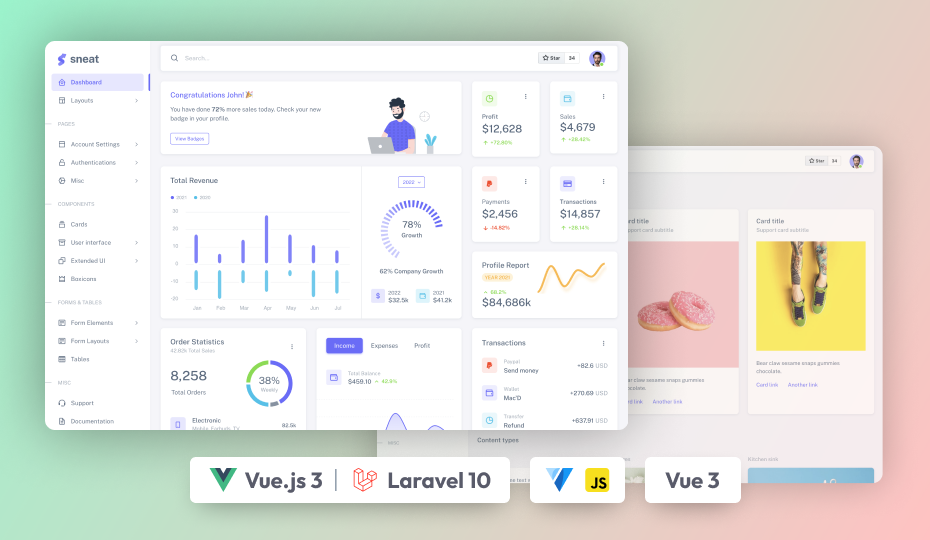 sneat
Dashboard
Layouts
PAGES
Account Settings
Authentications
Misc
COMPONENTS
Cards
User interface
Extended UI
Boxicons
FORMS & TABLES
Form Elements
Form Layouts
Tables
MISC
Support
Documentation
Search...
Star 34
Congratulations John! 🎉
You have done 72% more sales today. Check your new
badge in your profile.
View Badges
Profit
$12,628
+72.80%
Sales
$4,679
+28.42%
Total Revenue
2021 2020
30
20
10
0
-10
-20
Jan Feb Mar Apr May Jun Jul
2022
78%
Growth
62% Company Growth
2022
$32.5k
2021
$41.2k
Payments
$2,456
-14.82%
Transactions
$14,857
+28.14%
Profile Report
YEAR 2021
68.2%
$84,686k
Order Statistics
42.82k Total Sales
8,258
Total Orders
38%
Weekly
Electronic
Mobile, Earbuds, TV
82.5k
Income Expenses Profit
Total Balance
$459.10 42.9%
Transactions
Paypal
Send money
+82.6 USD
Wallet
Mac'D
+270.69 USD
Transfer
Refund
+637.91 USD
Star 34
Card title
Support card subtitle
Card title
Support card subtitle
Bear claw sesame snaps gummies
chocolate.
Card link Another link
Another link
MISC
Content types
Kitchen sink
Vue.js 3 | Laravel 10
JS
Vue 3